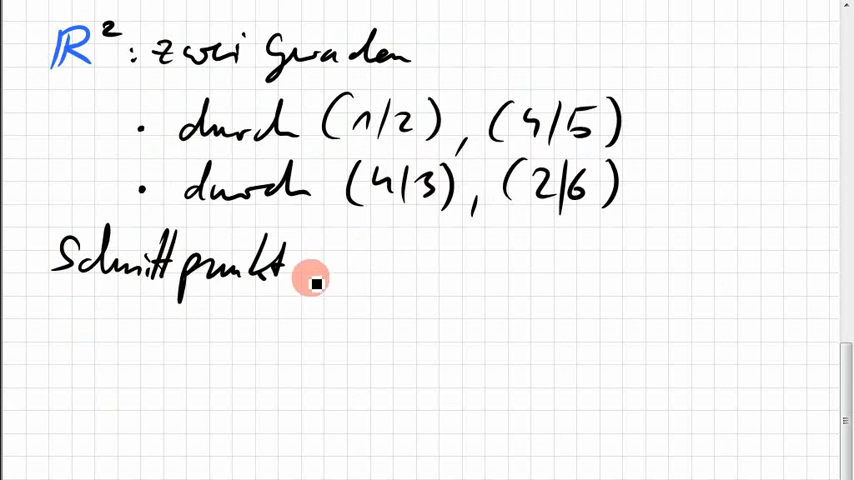 ℝ²: zwei Geraden
• durch (1/2), (4/5)
• durch (4/3), (2/6)
Schnittpunkt